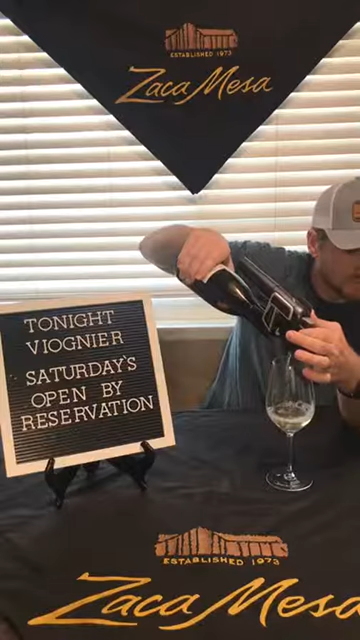 ESTABLISHED 1973
Zaca Mesa
TONIGHT
VIOGNIER
SATURDAY'S
OPEN BY
RESERVATION
ESTABLISHED 1973
Zaca Mesa